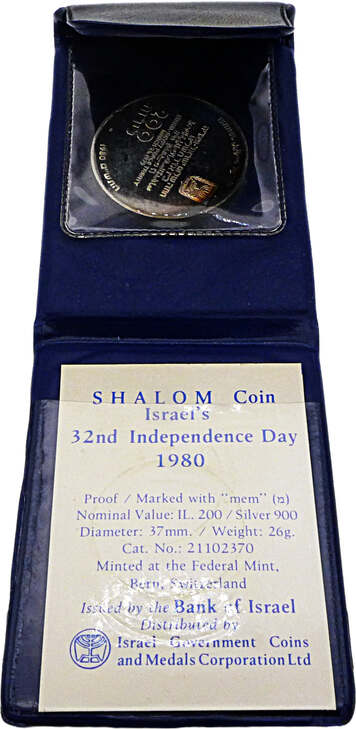 200
SHALOM Coin
Israel's
32nd Independence Day
1980
Proof / Marked with "mem" (מ)
Nominal Value: IL. 200 / Silver 900
Diameter: 37mm. / Weight: 26g.
Cat. No.: 21102370
Minted at the Federal Mint,
Bern, Switzerland
Issued by the Bank of Israel
Distributed by
Israel Government Coins
and Medals Corporation Ltd